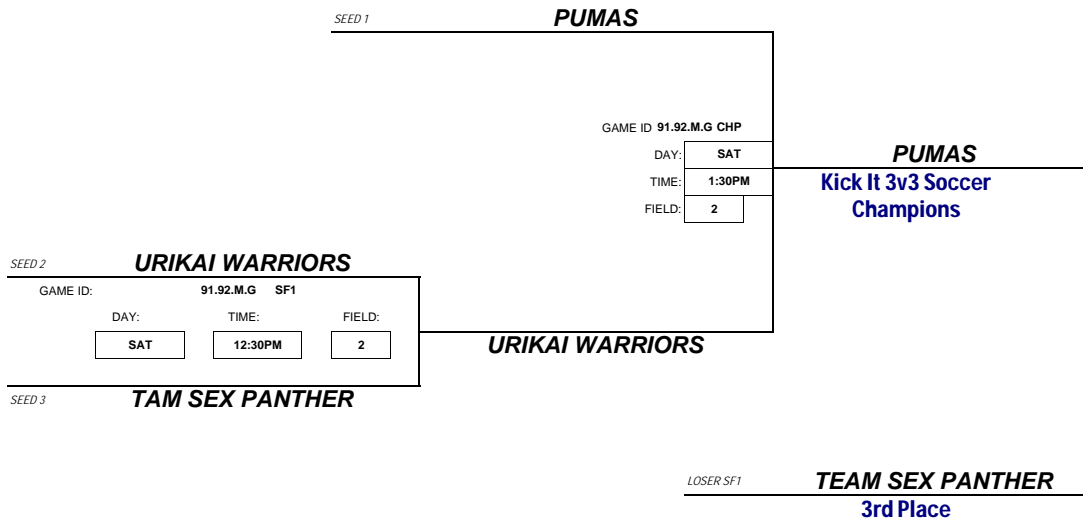 SEED 1 PUMAS
GAME ID 91.92.M.G CHP
DAY: SAT
TIME: 1:30PM
FIELD: 2
PUMAS
Kick It 3v3 Soccer
Champions
SEED 2 URIKAI WARRIORS
GAME ID: 91.92.M.G SF1
DAY: TIME: FIELD:
SAT 12:30PM 2
URIKAI WARRIORS
SEED 3 TAM SEX PANTHER
LOSER SF1 TEAM SEX PANTHER
3rd Place